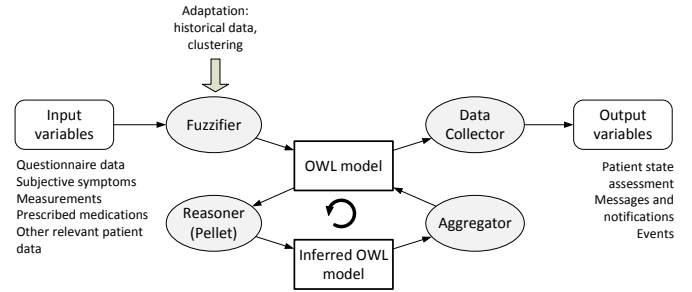 Adaptation:
historical data,
clustering
Input
variables
Fuzzifier
Data
Collector
Output
variables
OWL model
Questionnaire data
Subjective symptoms
Measurements
Prescribed medications
Other relevant patient
data
Reasoner
(Pellet)
Aggregator
Inferred OWL
model
Patient state
assessment
Messages and
notifications
Events